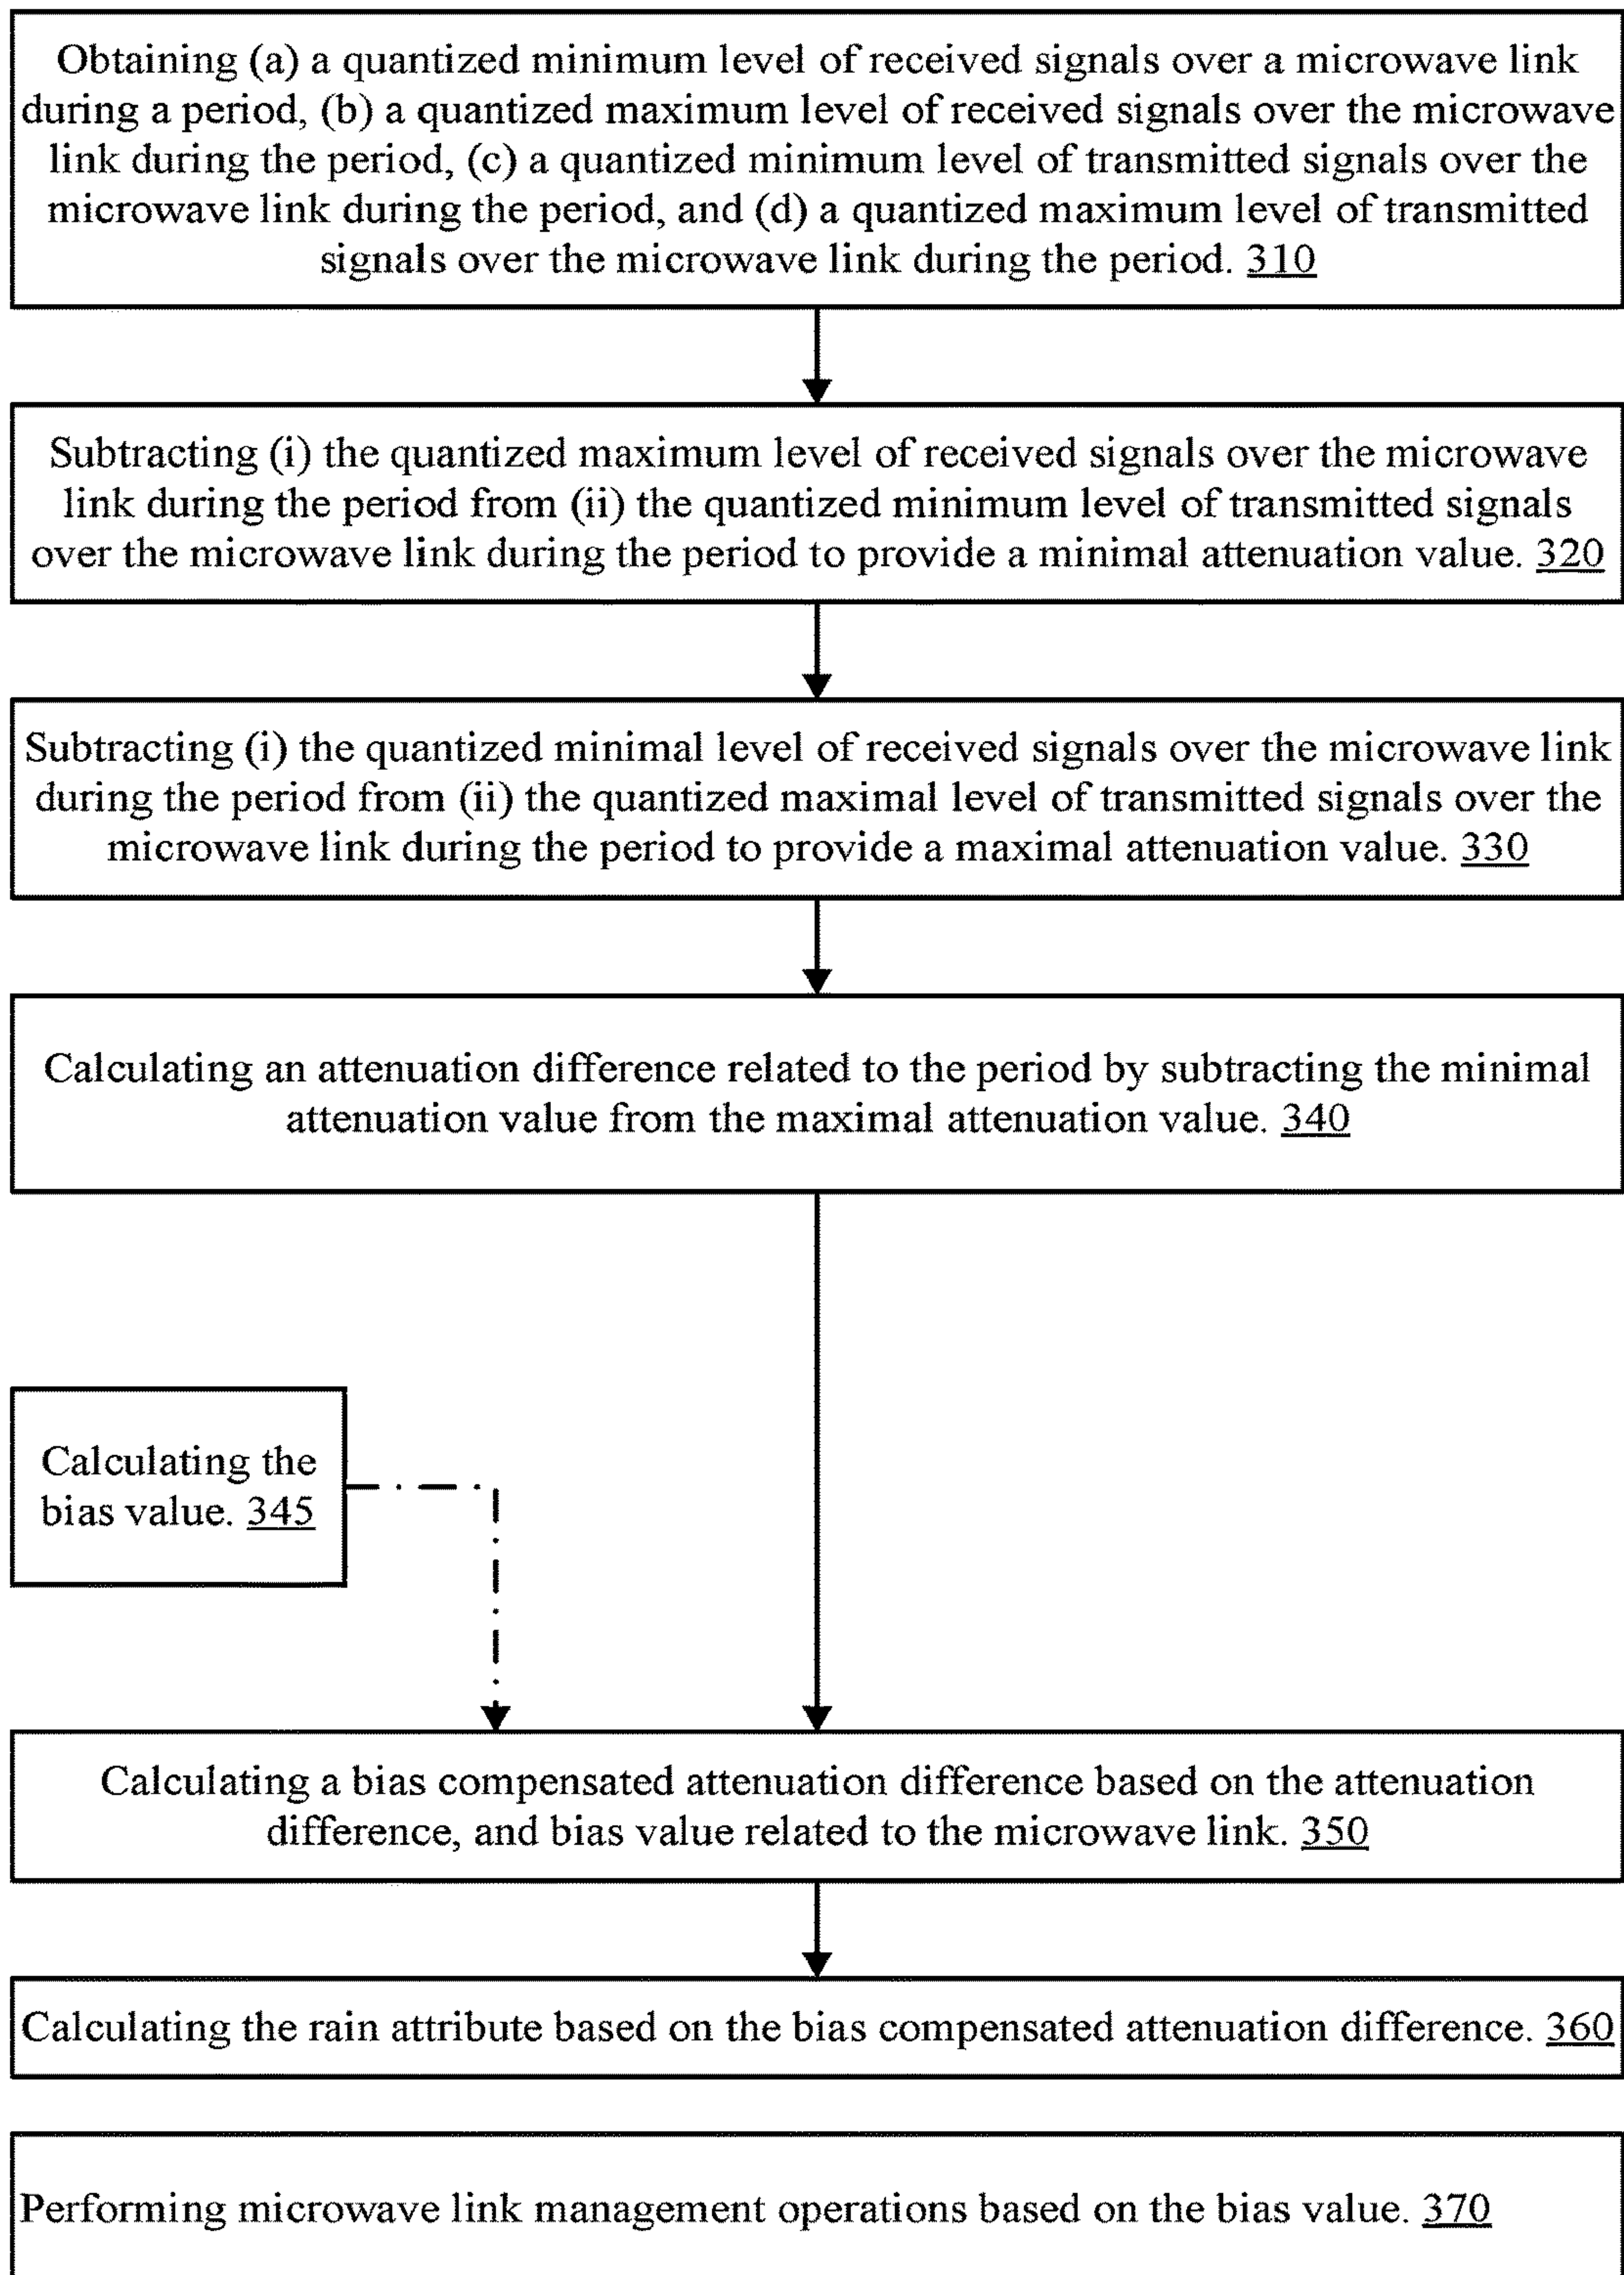 Obtaining (a) a quantized minimum level of received signals over a microwave link
during a period, (b) a quantized maximum level of received signals over the microwave
link during the period, (c) a quantized minimum level of transmitted signals over the
microwave link during the period, and (d) a quantized maximum level of transmitted
signals over the microwave link during the period. 310
Subtracting (i) the quantized maximum level of received signals over the microwave
link during the period from (ii) the quantized minimum level of transmitted signals
over the microwave link during the period to provide a minimal attenuation value. 320
Subtracting (i) the quantized minimal level of received signals over the microwave link
during the period from (ii) the quantized maximal level of transmitted signals over the
microwave link during the period to provide a maximal attenuation value. 330
Calculating an attenuation difference related to the period by subtracting the minimal
attenuation value from the maximal attenuation value. 340
Calculating the
bias value. 345
Calculating a bias compensated attenuation difference based on the attenuation
difference, and bias value related to the microwave link. 350
Calculating the rain attribute based on the bias compensated attenuation difference. 360
Performing microwave link management operations based on the bias value. 370